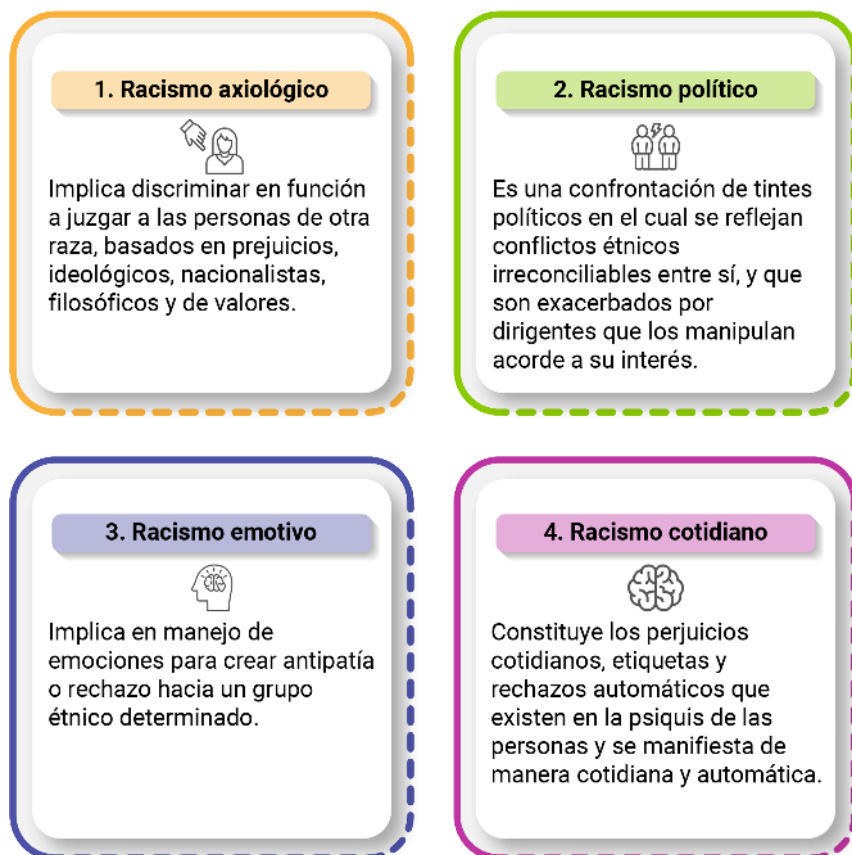 1. Racismo axiológico
Implica discriminar en función
a juzgar a las personas de otra
raza, basados en prejuicios,
ideológicos, nacionalistas,
filosóficos y de valores.
2. Racismo político
Es una confrontación de tintes
políticos en el cual se reflejan
conflictos étnicos
irreconciliables entre sí, y que
son exacerbados por
dirigentes que los manipulan
acorde a su interés.
3. Racismo emotivo
Implica en manejo de
emociones para crear antipatía
o rechazo hacia un grupo
étnico determinado.
4. Racismo cotidiano
Constituye los perjuicios
cotidianos, etiquetas y
rechazos automáticos que
existen en la psiquis de las
personas y se manifiesta de
manera cotidiana y automática.